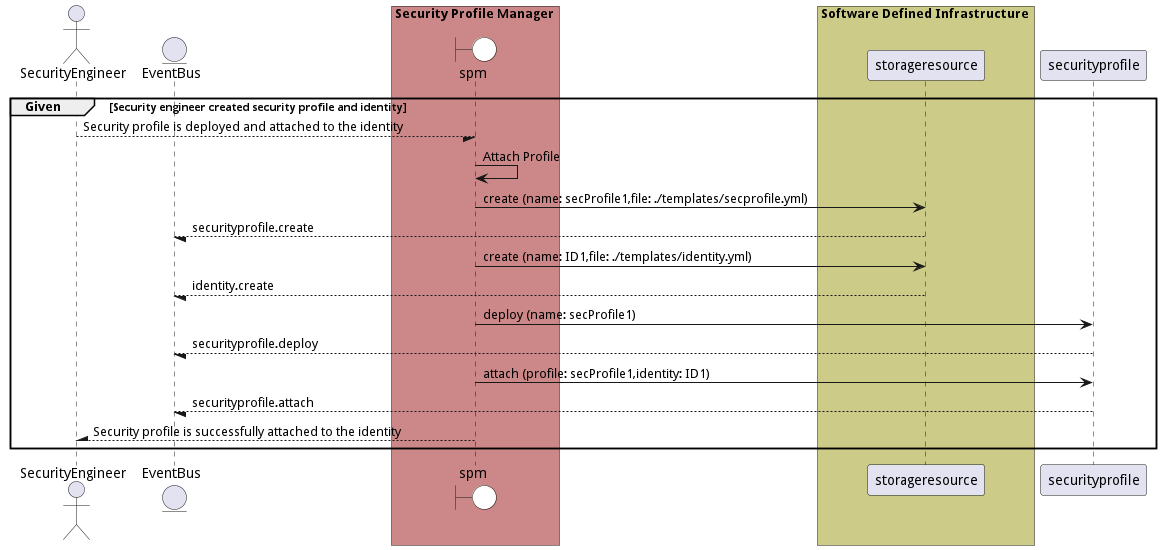 Security Profile Manager
Software Defined Infrastructure
SecurityEngineer
EventBus
spm
storageresource
securityprofile
Given
[Security engineer created security profile and identity]
Security profile is deployed and attached to the identity
Attach Profile
create (name: secProfile1,file: ./templates/secprofile.yml)
securityprofile.create
create (name: ID1,file: ./templates/identity.yml)
identity.create
deploy (name: secProfile1)
securityprofile.deploy
attach (profile: secProfile1,identity: ID1)
securityprofile.attach
Security profile is successfully attached to the identity
SecurityEngineer
EventBus
spm
storageresource
securityprofile